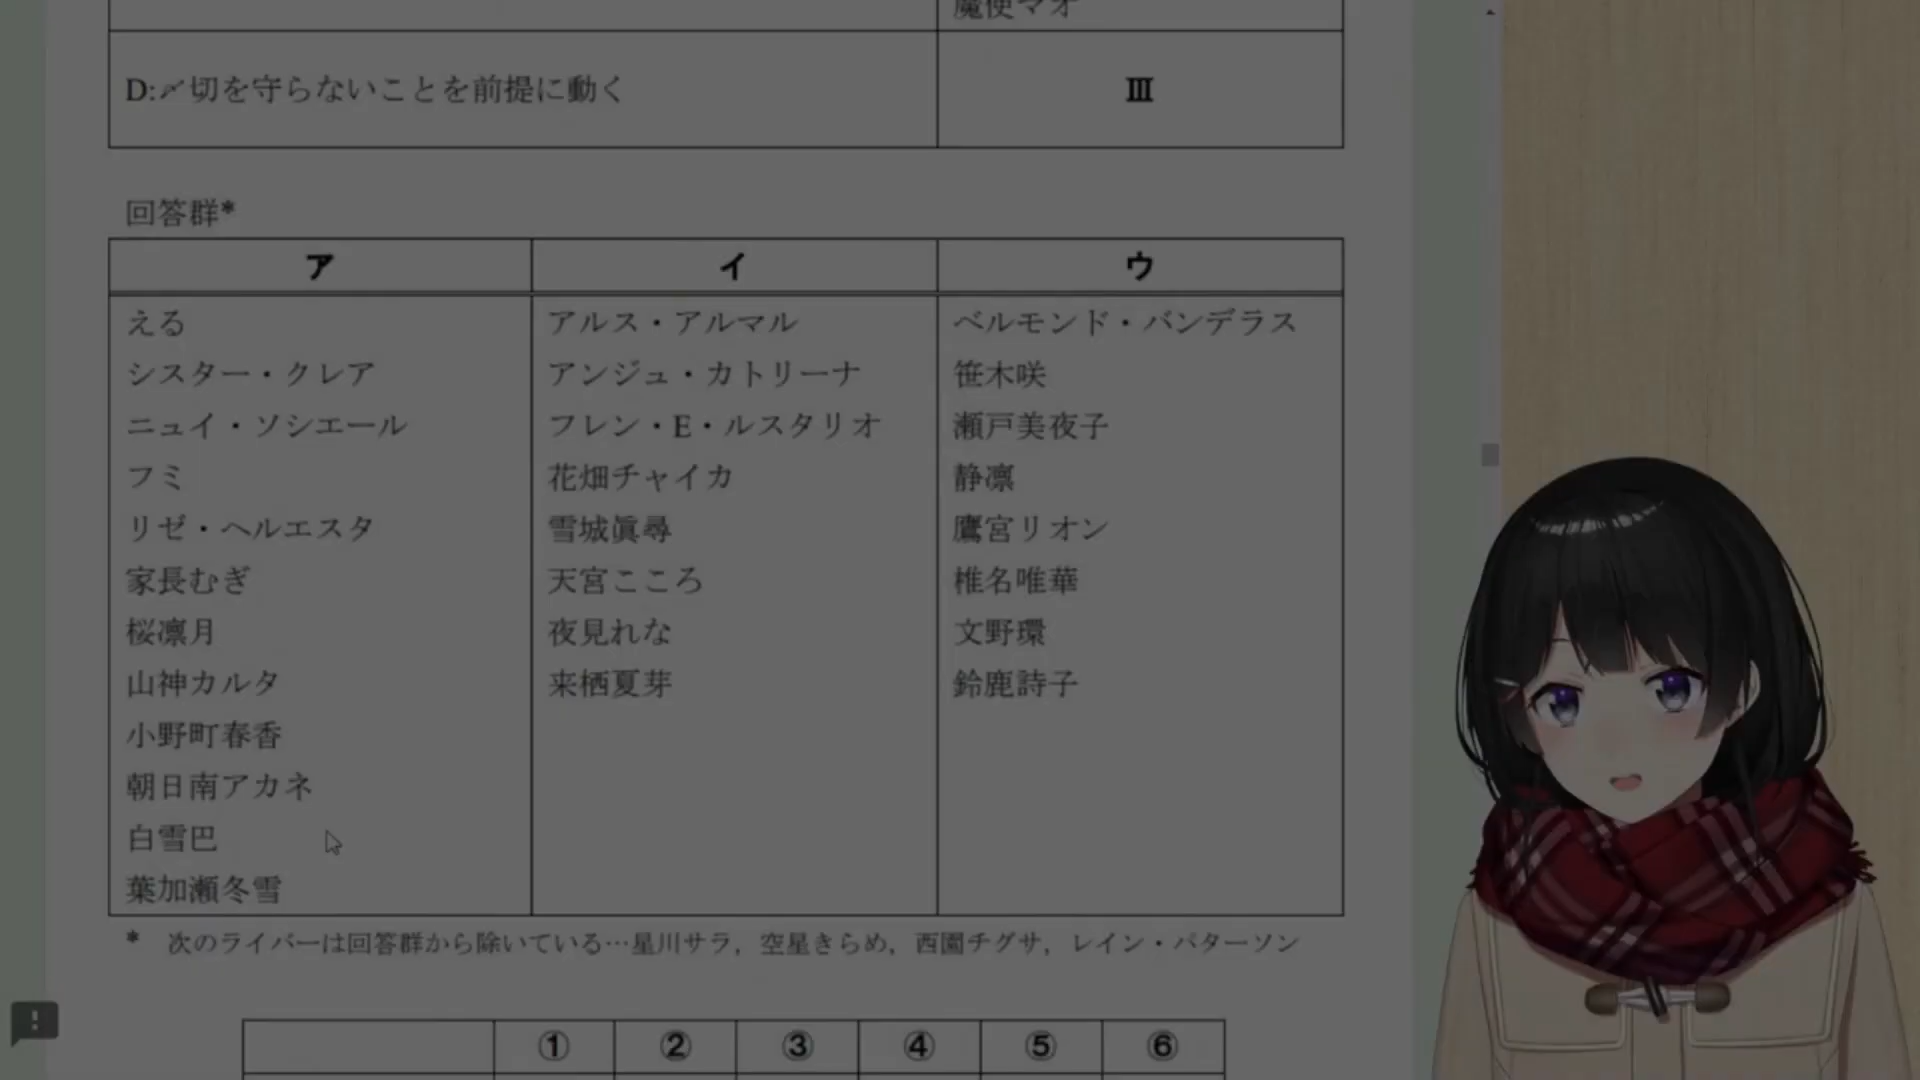 魔使マオ
D:〆切を守らないことを前提に動く
Ⅲ
回答群*
ア
イ
ウ
える
アルス・アルマル
ベルモンド・バンデラス
シスター・クレア
アンジュ・カトリーナ
笹木咲
ニュイ・ソシエール
フレン・E・ルスタリオ
瀬戸美夜子
フミ
花畑チャイカ
静凛
リゼ・ヘルエスタ
雪城眞尋
鷹宮リオン
家長むぎ
天宮こころ
椎名唯華
桜凛月
夜見れな
文野環
山神カルタ
来栖夏芽
鈴鹿詩子
小野町春香
朝日南アカネ
白雪巴
葉加瀬冬雪
* 次のライバーは回答群から除いている…星川サラ, 空星きらめ, 西園チグサ, レイン・パターソン
① ② ③ ④ ⑤ ⑥